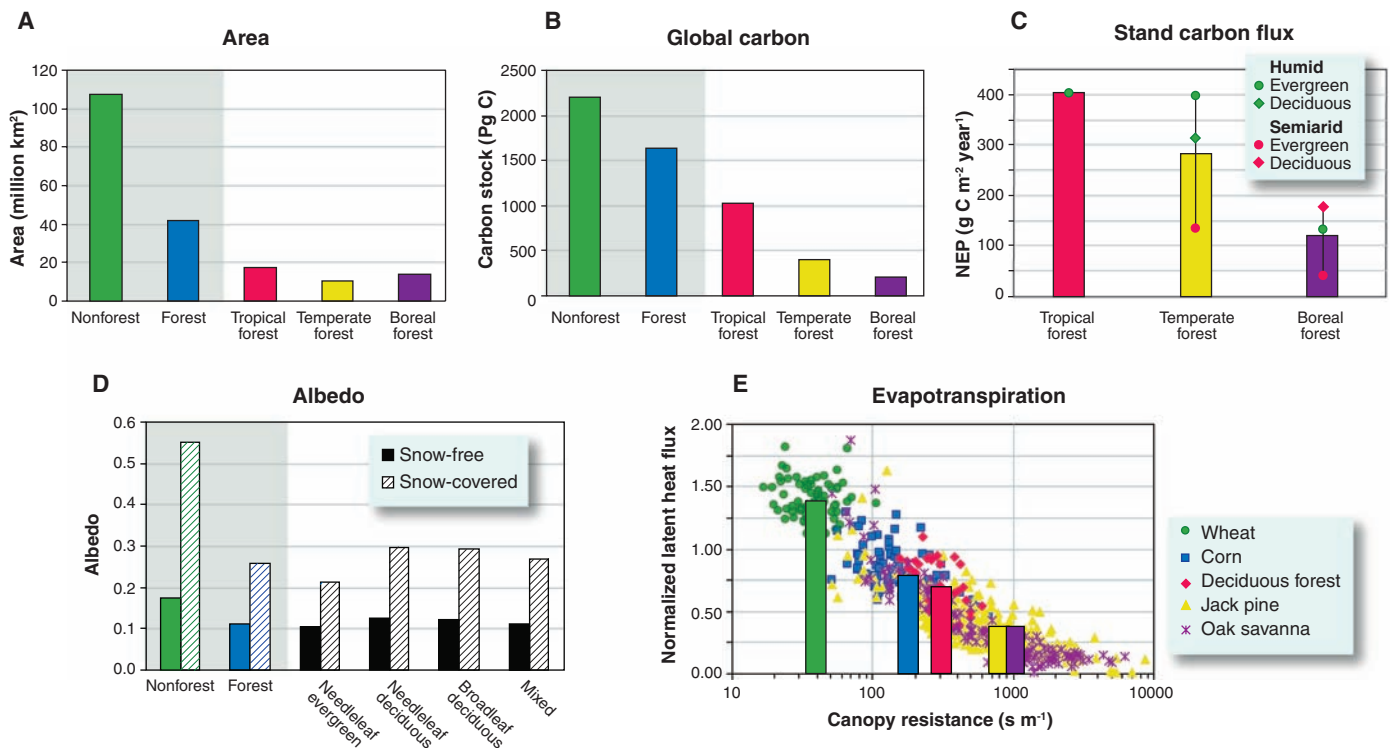 A
Area
Area (million km²)
120
100
80
60
40
20
0
Nonforest
Forest
Tropical
forest
Temperate
forest
Boreal
forest
B
Global carbon
Carbon stock (Pg C)
2500
2000
1500
1000
500
0
Nonforest
Forest
Tropical
forest
Temperate
forest
Boreal
forest
C
Stand carbon flux
NEP (g C m⁻² year¹)
400
300
200
100
0
Humid
Evergreen
Deciduous
Semiarid
Evergreen
Deciduous
Tropical
forest
Temperate
forest
Boreal
forest
D
Albedo
Albedo
0.6
0.5
0.4
0.3
0.2
0.1
0.0
Snow-free
Snow-covered
Nonforest
Forest
Needleleaf
evergreen
Needleleaf
deciduous
Broadleaf
deciduous
Mixed
E
Evapotranspiration
Normalized latent heat flux
2.00
1.50
1.00
0.50
0.00
10
100
1000
10000
Canopy resistance (s m⁻¹)
Wheat
Corn
Deciduous forest
Jack pine
Oak savanna